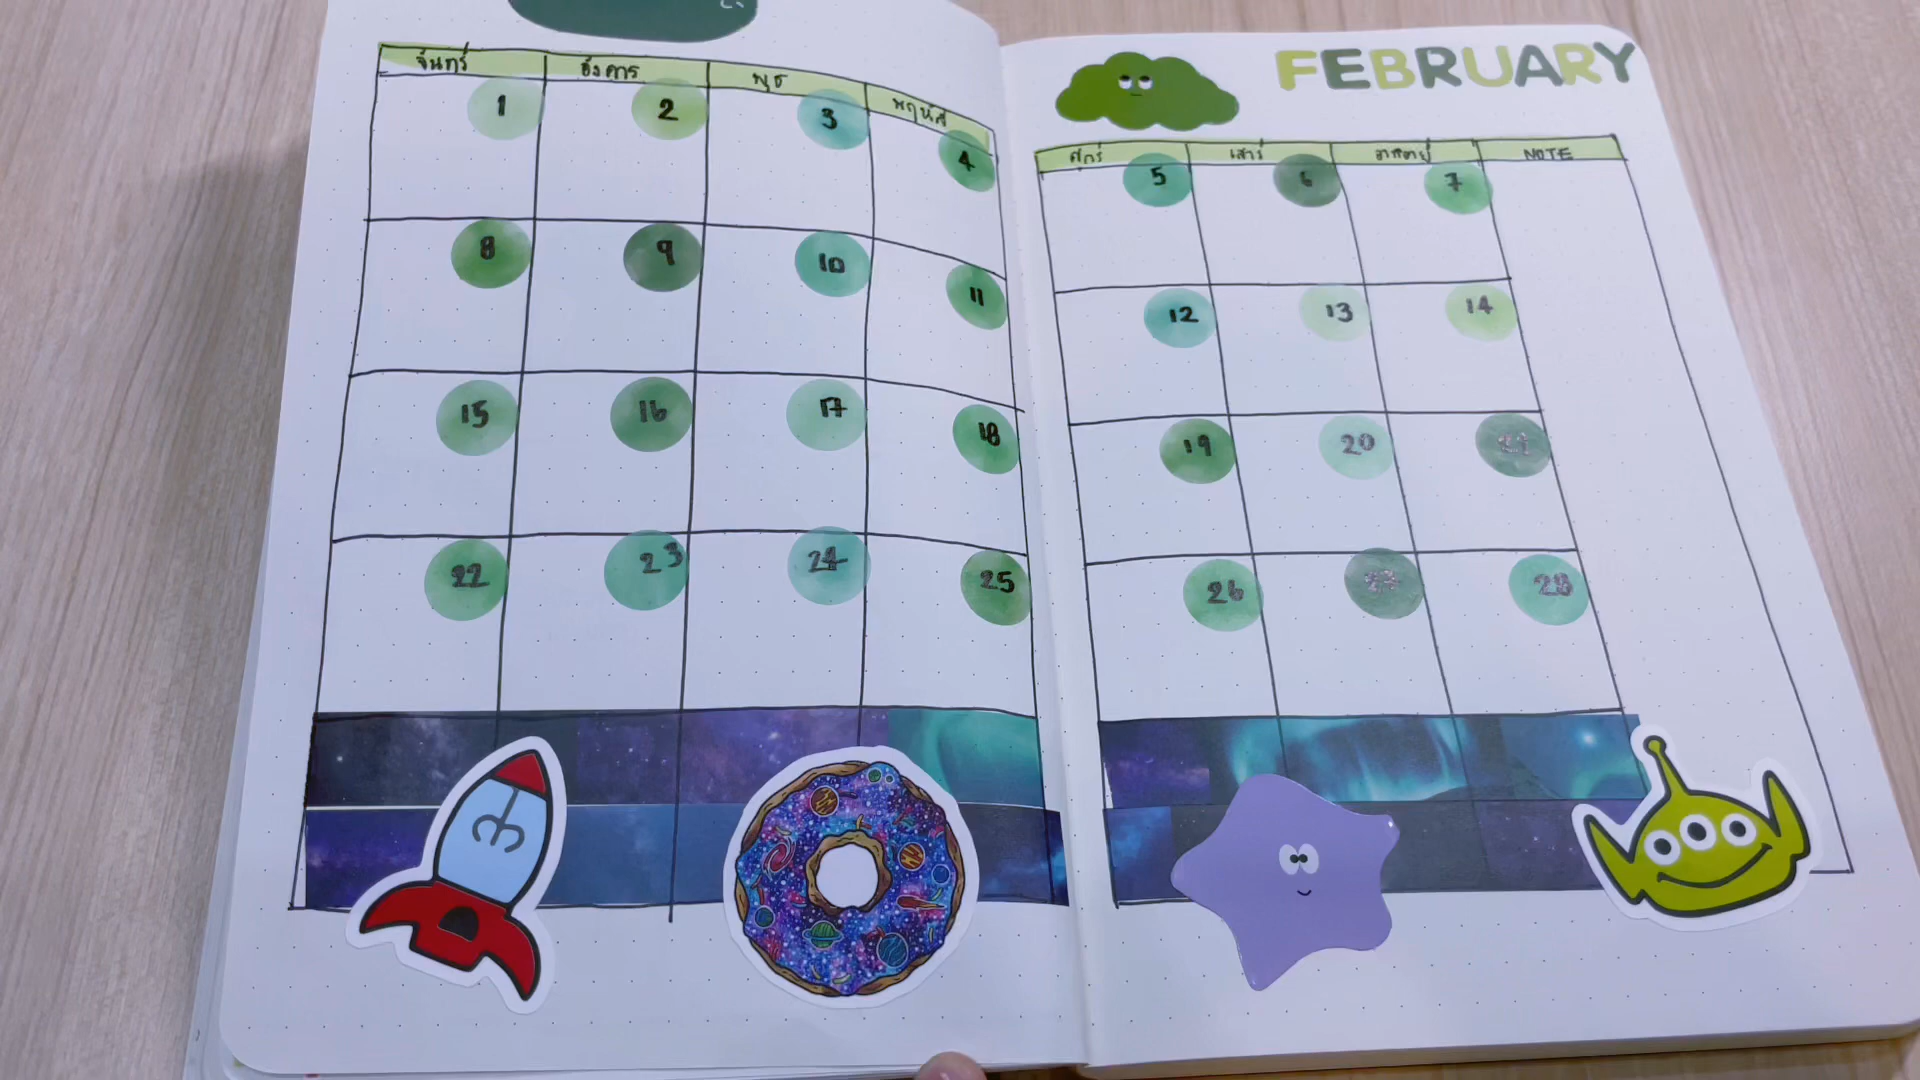 FEBRUARY
จันทร์ อังคาร พุธ พฤหัส ศุกร์ เสาร์ อาทิตย์ NOTE
1 2 3 4 5 6 7
8 9 10 11 12 13 14
15 16 17 18 19 20 21
22 23 24 25 26 27 28